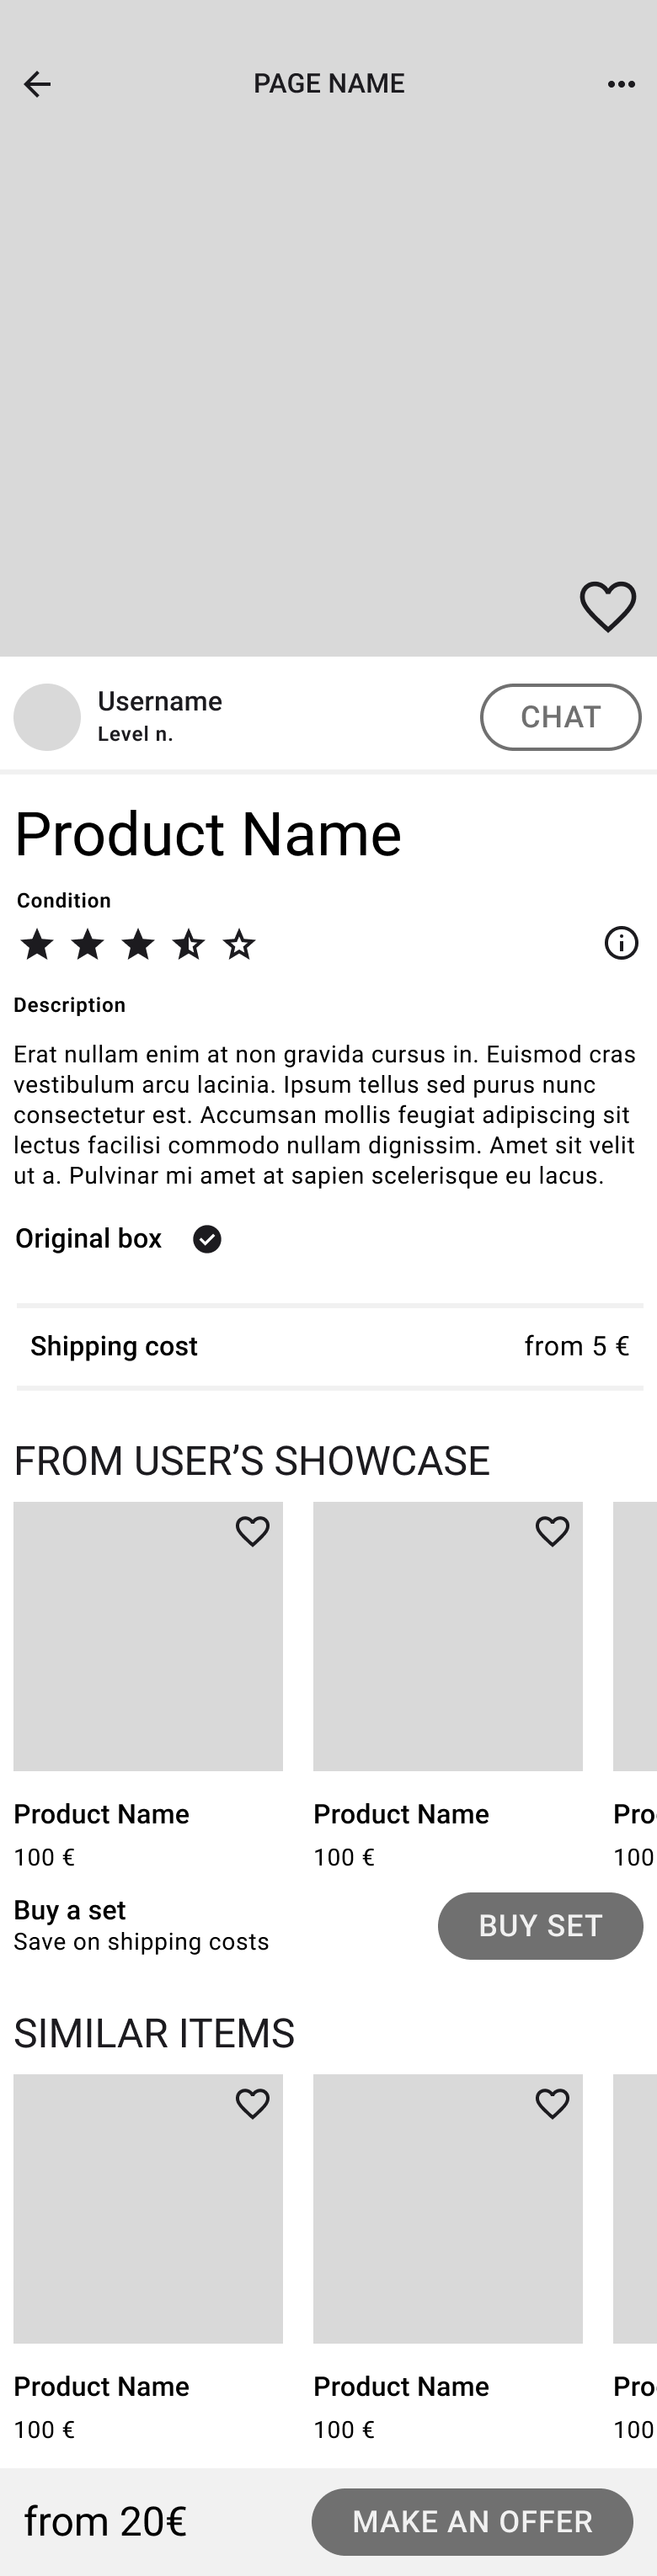 PAGE NAME
Username
Level n.
CHAT
Product Name
Condition
Description
Erat nullam enim at non gravida cursus in. Euismod cras
vestibulum arcu lacinia. Ipsum tellus sed purus nunc
consectetur est. Accumsan mollis feugiat adipiscing sit
lectus facilisi commodo nullam dignissim. Amet sit velit
ut a. Pulvinar mi amet at sapien scelerisque eu lacus.
Original box
Shipping cost from 5 €
FROM USER’S SHOWCASE
Product Name Product Name Pro
100 € 100 € 100
Buy a set
Save on shipping costs
BUY SET
SIMILAR ITEMS
Product Name Product Name Pro
100 € 100 € 100
from 20€ MAKE AN OFFER